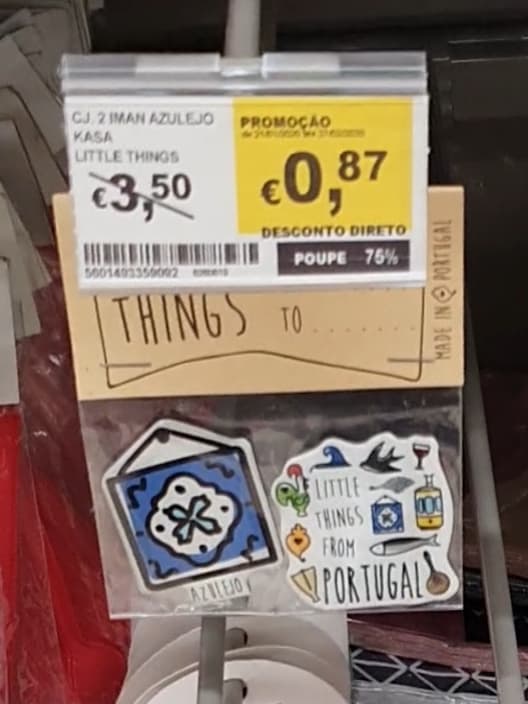 CJ. 2 IMAN AZULEJO
KASA
LITTLE THINGS
€3,50
PROMOÇÃO
€0,87
DESCONTO DIRETO
POUPE 75%
5601493359002
THINGS TO.......
MADE IN PORTUGAL
AZULEJO
LITTLE
THINGS
FROM
PORTUGAL